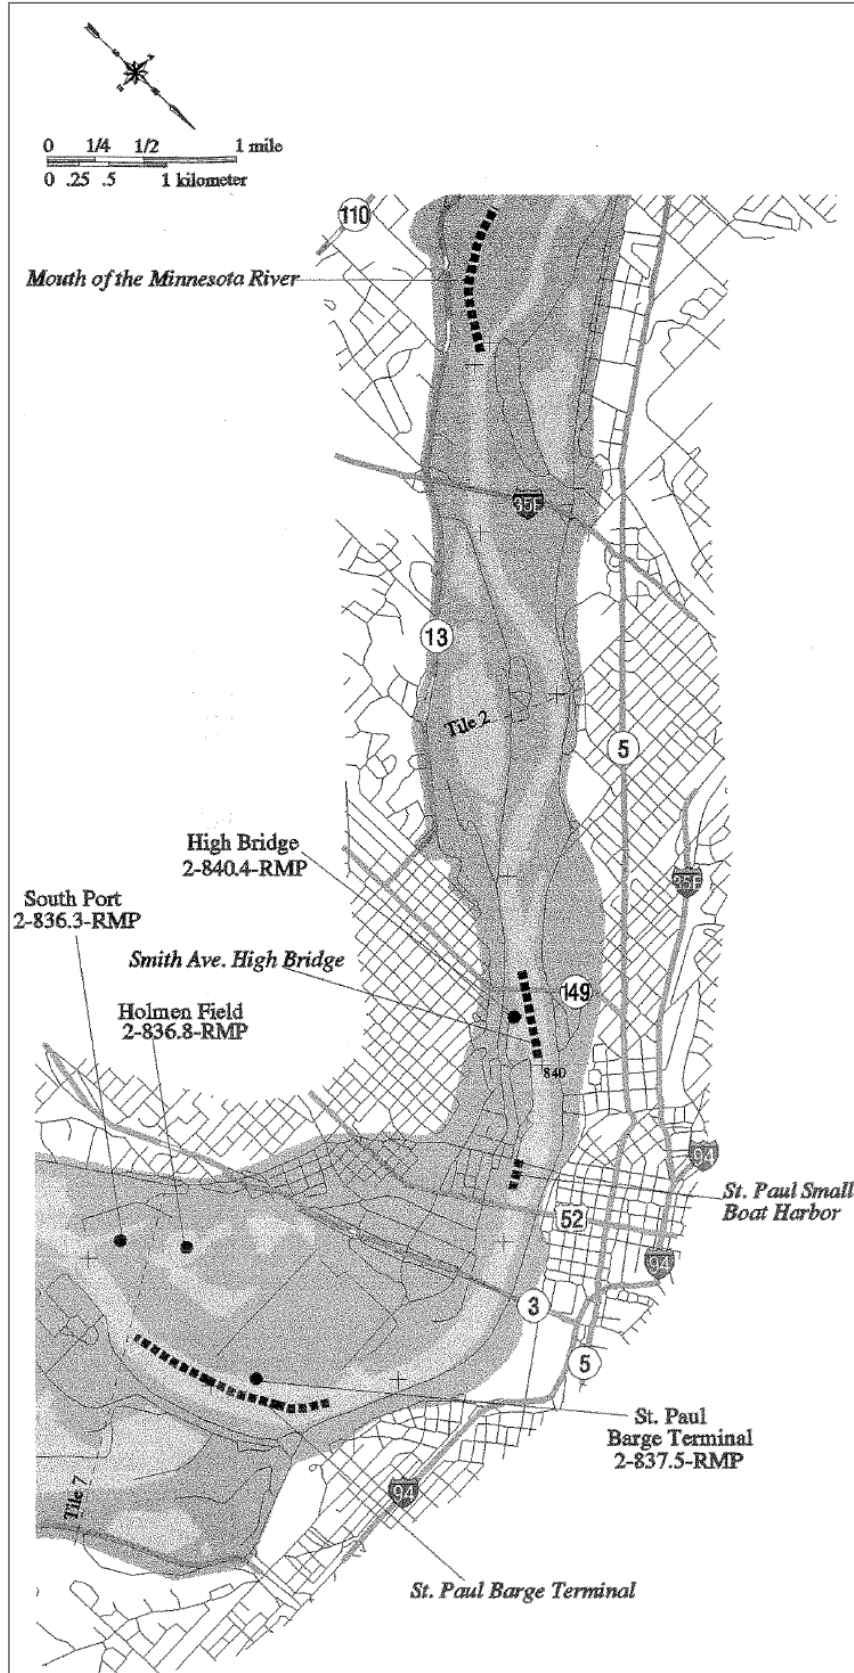 0 1/4 1/2 1 mile
0 .25 .5 1 kilometer
110
Mouth of the Minnesota River
35E
13
Tile 2
5
High Bridge
2-840.4-RMP
35E
South Port
2-836.3-RMP
Smith Ave. High Bridge
149
Holmen Field
2-836.8-RMP
840
94
St. Paul Small
Boat Harbor
52
94
3
5
St. Paul
Barge Terminal
2-837.5-RMP
94
Tile 7
St. Paul Barge Terminal